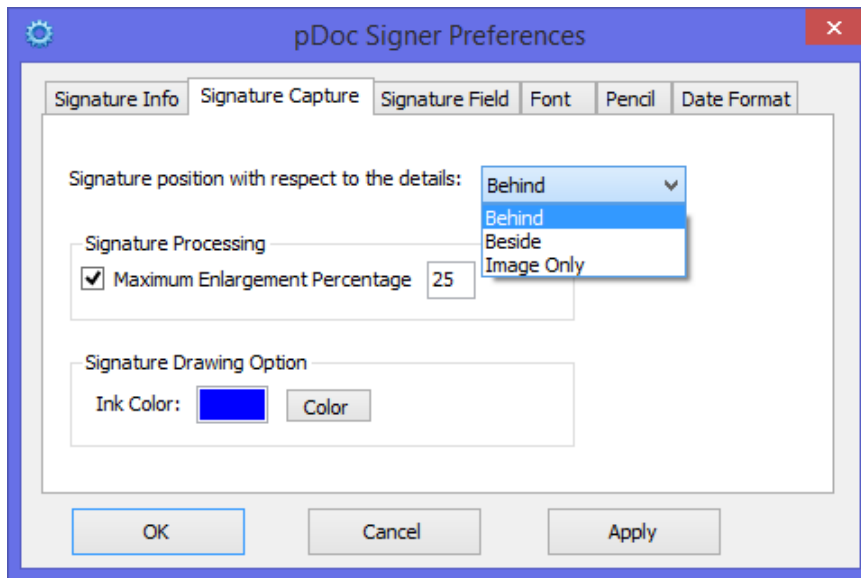 pDoc Signer Preferences
Signature Info Signature Capture Signature Field Font Pencil Date Format
Signature position with respect to the details: Behind
Behind
Beside
Image Only
Signature Processing
Maximum Enlargement Percentage 25
Signature Drawing Option
Ink Color: Color
OK Cancel Apply